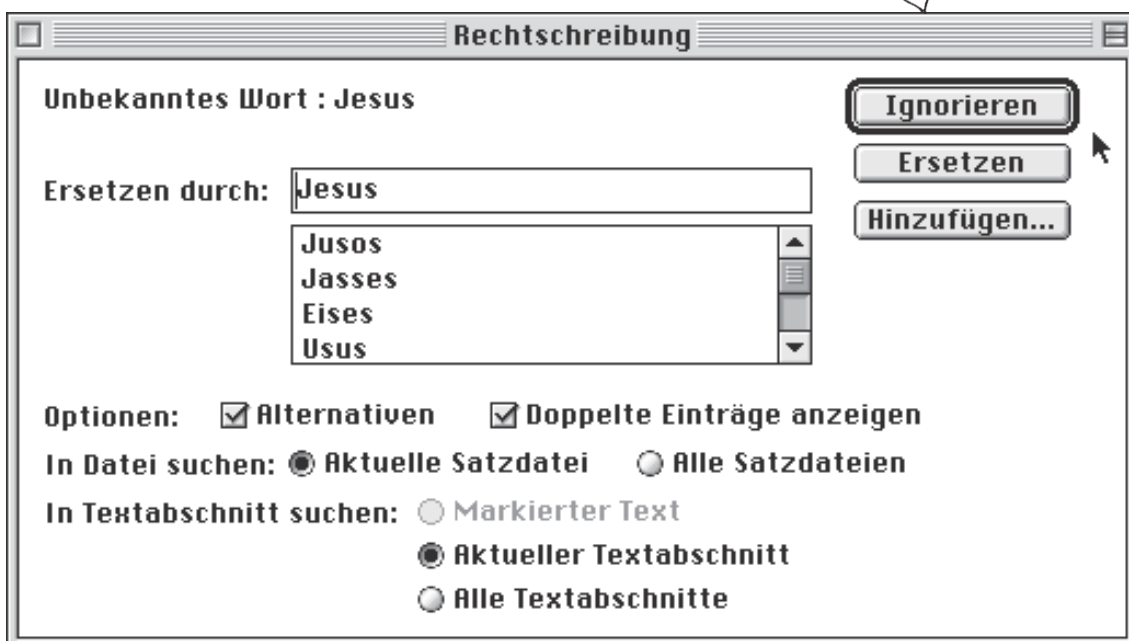 Rechtschreibung
Unbekanntes Wort : Jesus
Ignorieren
Ersetzen
Ersetzen durch: Jesus
Hinzufügen...
Jusos
Jasses
Eises
Usus
Optionen: Alternativen Doppelte Einträge anzeigen
In Datei suchen: Aktuelle Satzdatei Alle Satzdateien
In Textabschnitt suchen: Markierter Text
Aktueller Textabschnitt
Alle Textabschnitte